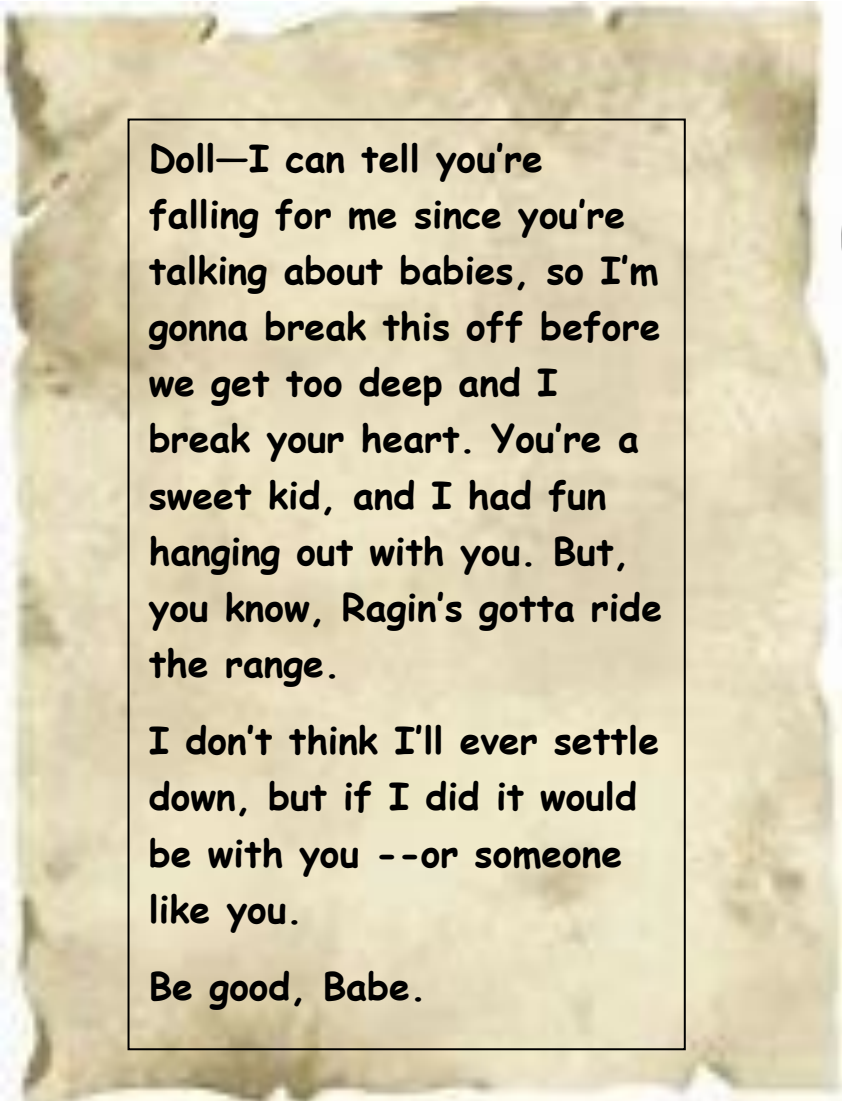 Doll—I can tell you're
falling for me since you're
talking about babies, so I'm
gonna break this off before
we get too deep and I
break your heart. You're a
sweet kid, and I had fun
hanging out with you. But,
you know, Ragin's gotta ride
the range.
I don't think I'll ever settle
down, but if I did it would
be with you --or someone
like you.
Be good, Babe.